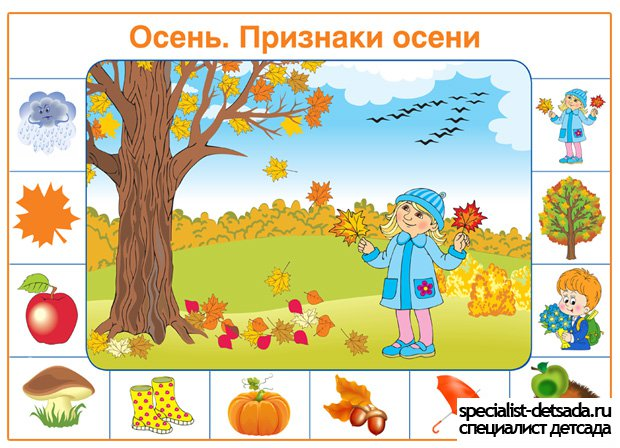 Осень. Признаки осени
specialist-detsada.ru
специалист детсада